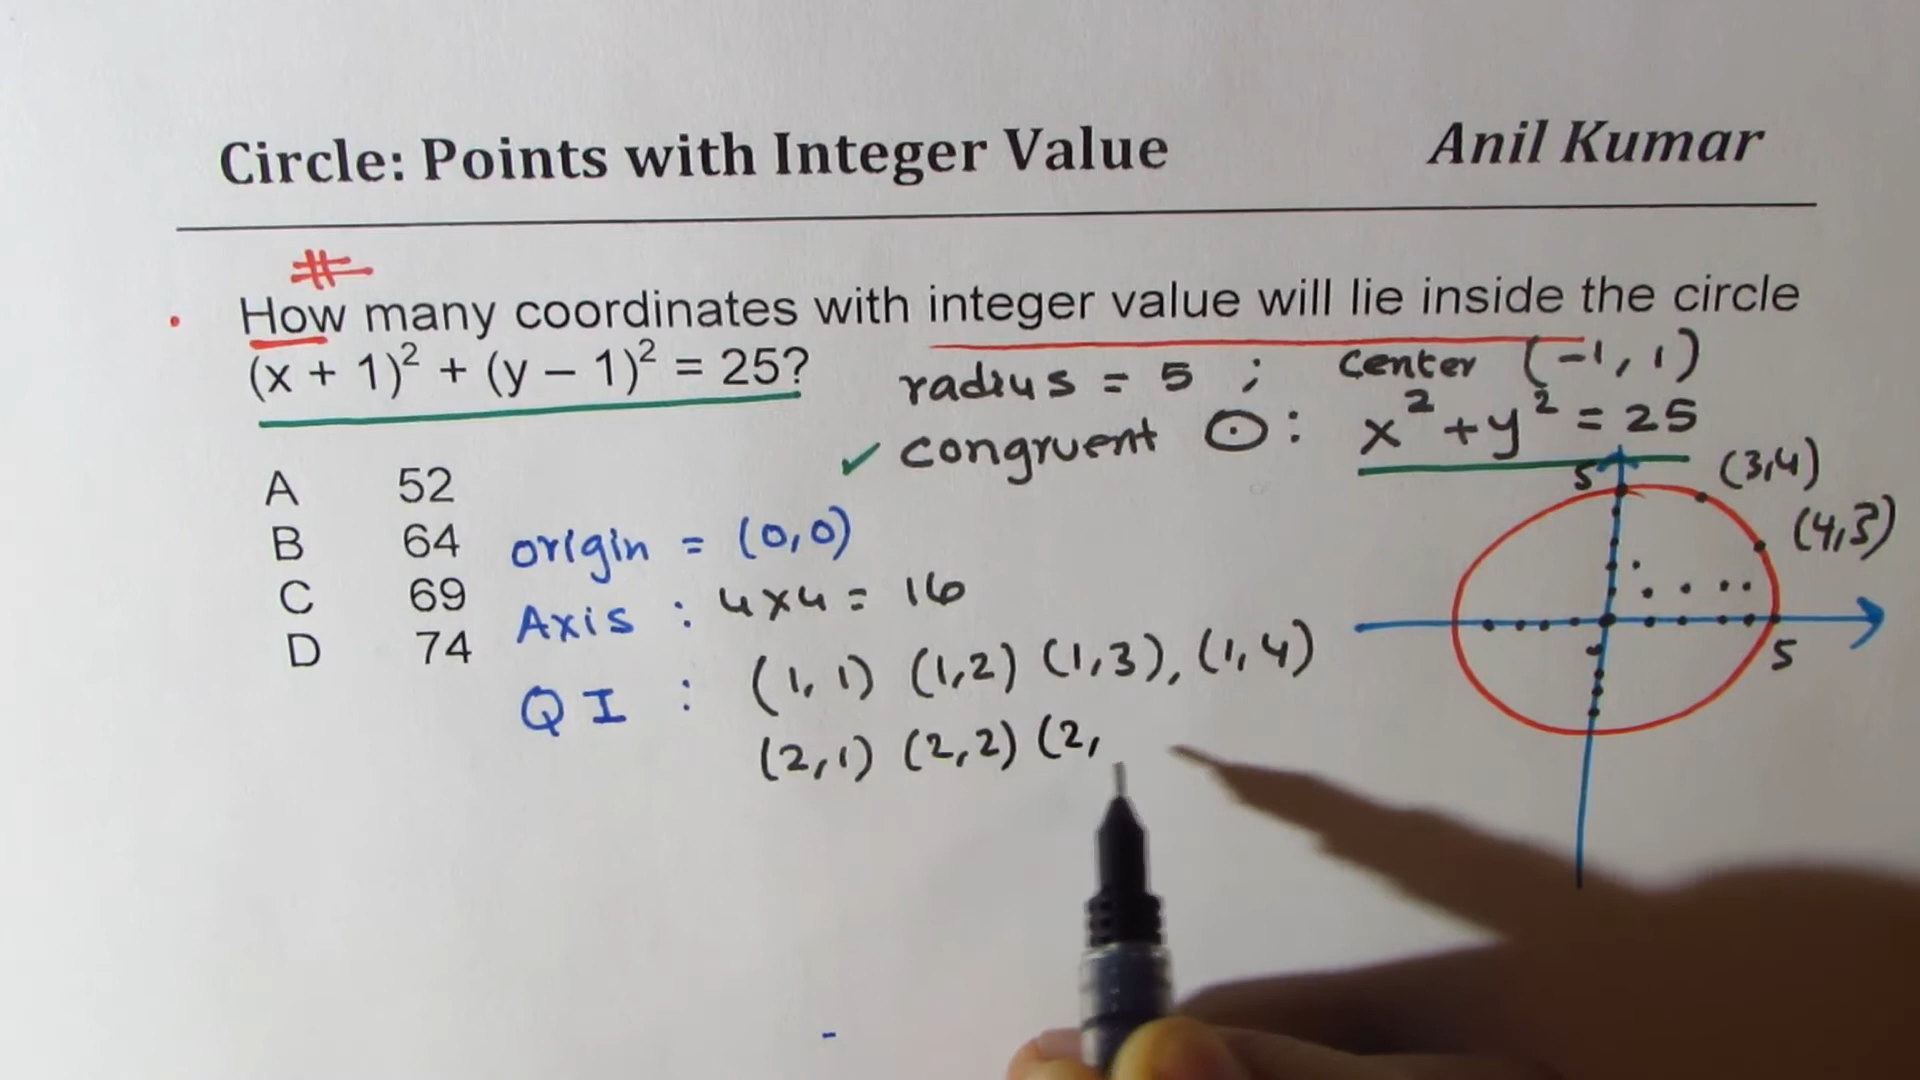 Circle: Points with Integer Value Anil Kumar
#
. How many coordinates with integer value will lie inside the circle
(x + 1)² + (y – 1)² = 25?
radius = 5 ; Center (-1, 1)
✓ congruent ⊙ : x² + y² = 25
A 52
B 64
C 69
D 74
origin = (0,0)
Axis : 4x4 = 16
Q I : (1, 1) (1,2) (1,3), (1, 4)
(2, 1) (2,2) (2,
5 (3,4)
(4,3)
5